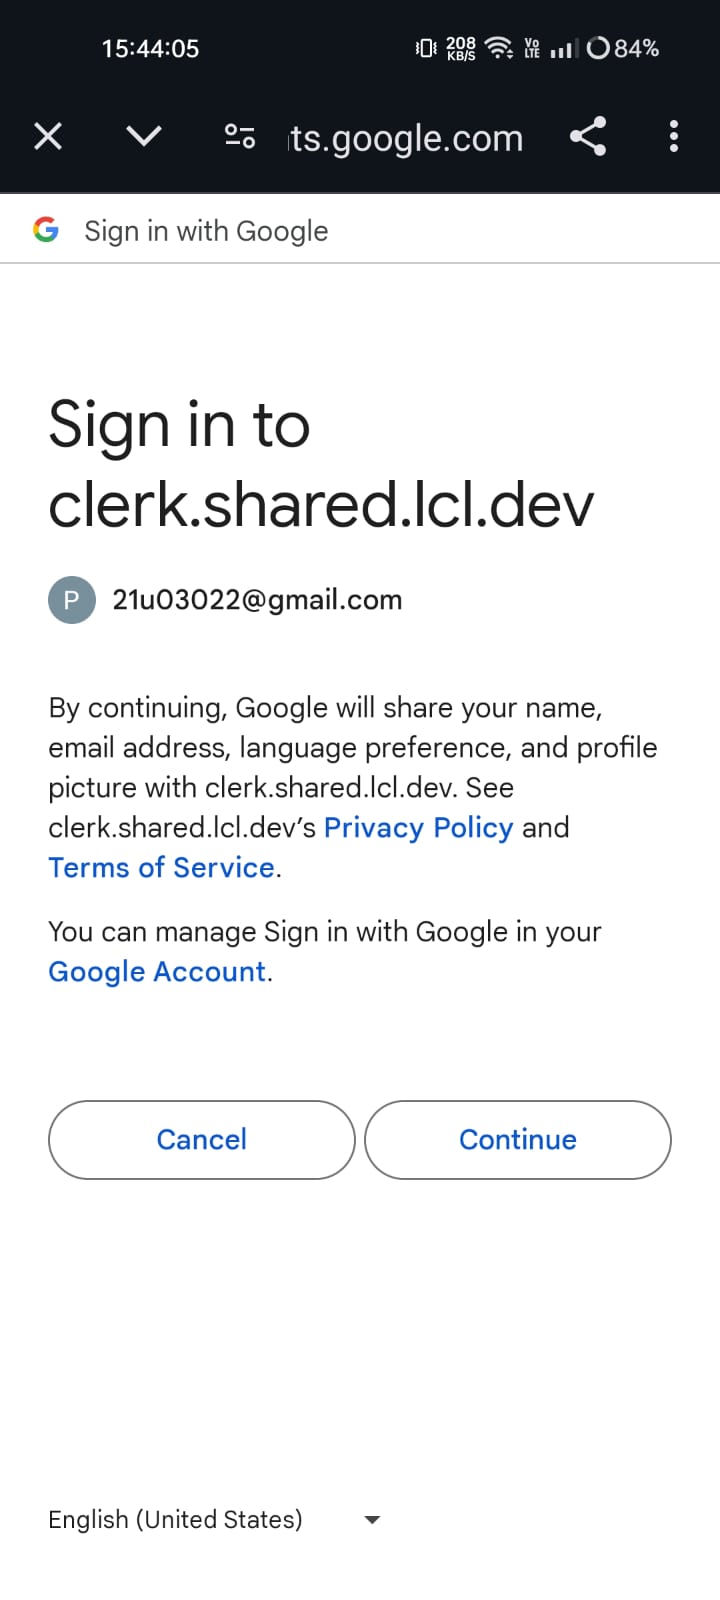 15:44:05 208 KB/S Vo LTE 84%
ts.google.com
G Sign in with Google
Sign in to
clerk.shared.lcl.dev
P 21u03022@gmail.com
By continuing, Google will share your name,
email address, language preference, and profile
picture with clerk.shared.lcl.dev. See
clerk.shared.lcl.dev’s Privacy Policy and
Terms of Service.
You can manage Sign in with Google in your
Google Account.
Cancel Continue
English (United States)